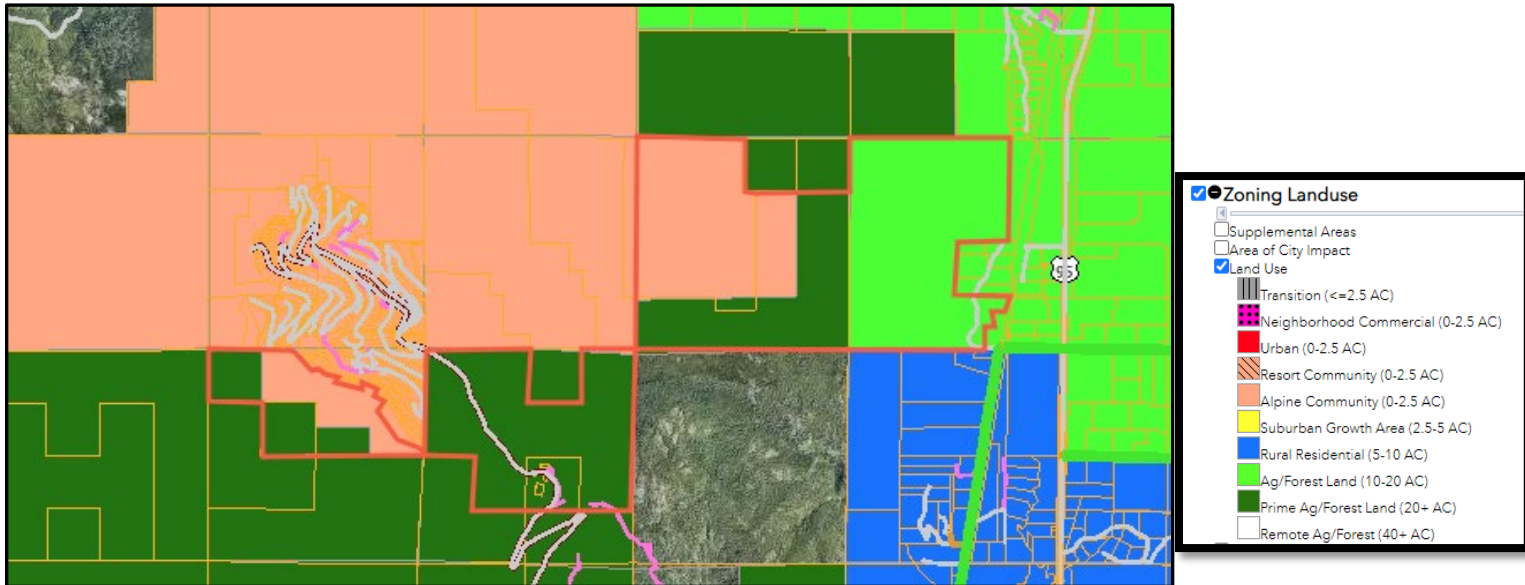 95
Zoning Landuse
Supplemental Areas
Area of City Impact
Land Use
Transition (<=2.5 AC)
Neighborhood Commercial (0-2.5 AC)
Urban (0-2.5 AC)
Resort Community (0-2.5 AC)
Alpine Community (0-2.5 AC)
Suburban Growth Area (2.5-5 AC)
Rural Residential (5-10 AC)
Ag/Forest Land (10-20 AC)
Prime Ag/Forest Land (20+ AC)
Remote Ag/Forest (40+ AC)